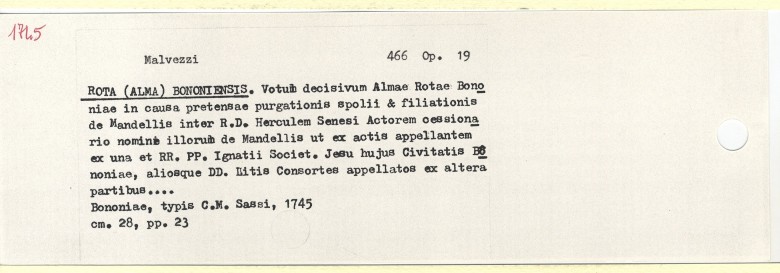 1745
Malvezzi 466 Op. 19
ROTA (ALMA) BONONIENSIS. Votum decisivum Almae Rotae Bono
niae in causa pretensae purgationis spolii & filiationis
de Mandellis inter R.D. Herculem Senesi Actorem cessiona
rio nomine illorum de Mandellis ut ex actis appellantem
ex una et RR. PP. Ignatii Societ. Jesu hujus Civitatis Bo
noniae, aliosque DD. Litis Consortes appellatos ex altera
partibus....
Bononiae, typis C.M. Sassi, 1745
cm. 28, pp. 23